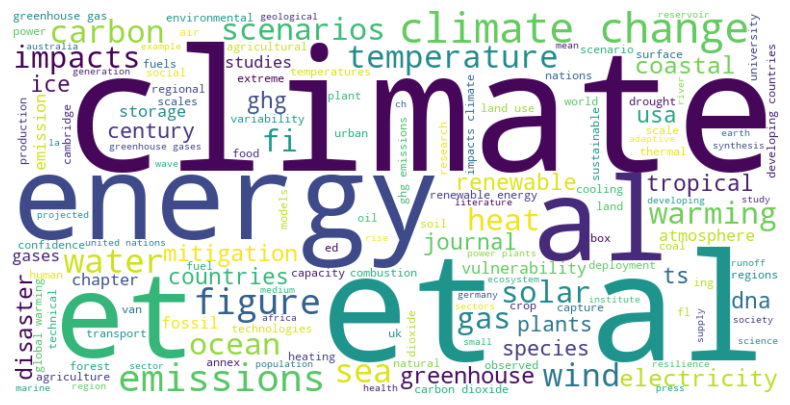 greenhouse gas
power
carbon
environmental
geological
air
scenarios
climate change
reservoir
australia
example
mean
impacts
fuels
agricultural
studies
temperature
scenario
surface
coastal
university
ice
generation
social
temperatures
extreme
nations
developing countries
production
cambridge
regional
scales
storage
century
emission
la
wave
greenhouse gases
climate
ghg
variability
fi
plant
ch
urban
food
ghg emissions
research
impacts climate
land use
world
sustainable
drought
usa
river
scale
adaptive
thermal
earth
synthesis
energy
projected
models
renewable
renewable energy
literature
heat
oil
soil
rise
al
cooling
land
box
tropical
developing
study
warming
atmosphere
coal
confidence
united nations
gases
water
mitigation
ed
journal
power plants
ecosystem
vulnerability
deployment
runoff
regions
human
chapter
fuel
countries
capacity
combustion
medium
global warming
technical
et
figure
et
al
solar
ts
ing
dna
disaster
van
fossil
germany
sectors
institute
crop
capture
gas
plants
fl
supply
society
transport
africa
technologies
uk
dioxide
forest
sector
ocean
annex
heating
observed
natural
small
species
resilience
science
agriculture
population
marine
region
emissions
sea
health
greenhouse
carbon dioxide
wind
electricity
press